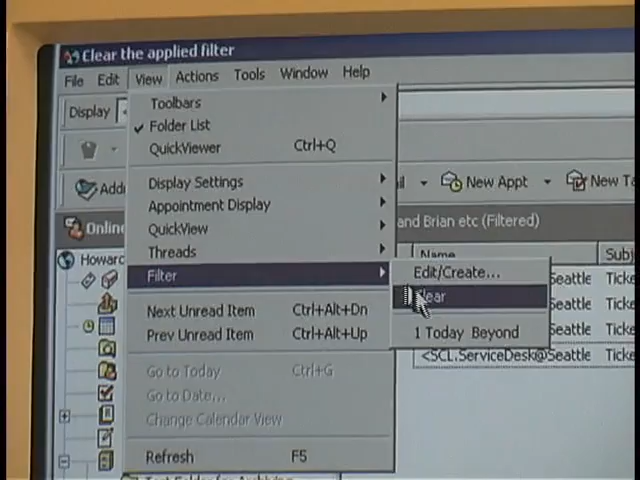 Clear the applied filter
File Edit View Actions Tools Window Help
Display
Toolbars
Folder List
QuickViewer Ctrl+Q
Addr
Display Settings
New Appt
New Ta
Appointment Display
Online
QuickView
and Brian etc (Filtered)
Threads
Name
Subj
Howard
Filter
Edit/Create...
Seattle Ticke
Clear
Seattle Ticke
Next Unread Item Ctrl+Alt+Dn
Prev Unread Item Ctrl+Alt+Up
1 Today Beyond
Seattle Ticke
<SCL.ServiceDesk@Seattle Ticke
Go to Today Ctrl+G
Go to Date...
Change Calendar View
Refresh F5